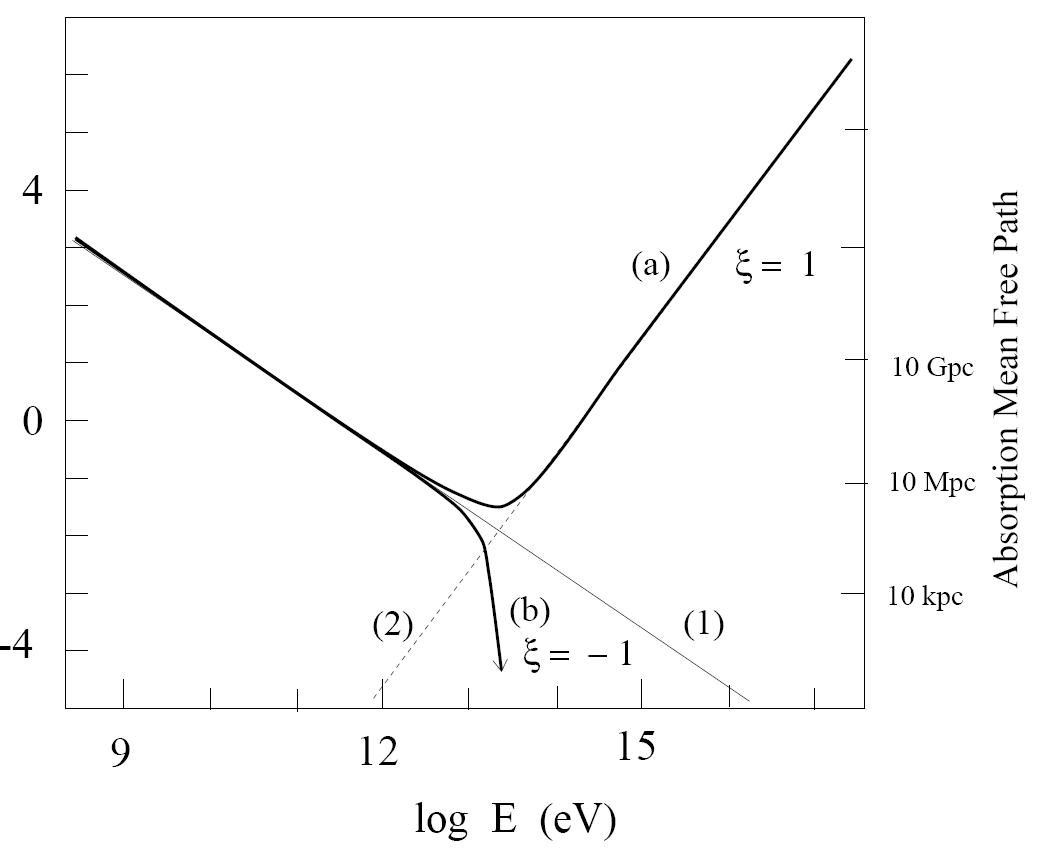 4
(a)
ξ = 1
10 Gpc
0
10 Mpc
Absorption Mean Free Path
10 kpc
(2)
(b)
(1)
-4
ξ = − 1
9
12
15
log E (eV)